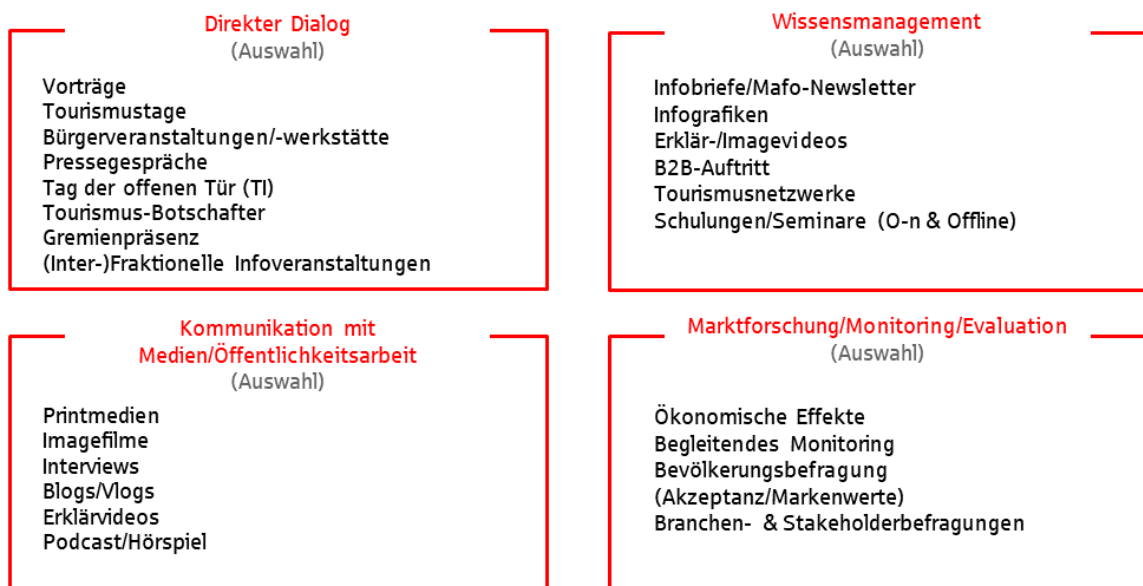 Direkter Dialog
(Auswahl)
Vorträge
Tourismustage
Bürgerveranstaltungen/-werkstätte
Pressegespräche
Tag der offenen Tür (TI)
Tourismus-Botschafter
Gremienpräsenz
(Inter-)Fraktionelle Infoveranstaltungen
Wissensmanagement
(Auswahl)
Infobriefe/Mafo-Newsletter
Infografiken
Erklär-/Imagevideos
B2B-Auftritt
Tourismusnetzwerke
Schulungen/Seminare (O-n & Offline)
Kommunikation mit
Medien/Öffentlichkeitsarbeit
(Auswahl)
Printmedien
Imagefilme
Interviews
Blogs/Vlogs
Erklärvideos
Podcast/Hörspiel
Marktforschung/Monitoring/Evaluation
(Auswahl)
Ökonomische Effekte
Begleitendes Monitoring
Bevölkerungsbefragung
(Akzeptanz/Markenwerte)
Branchen- & Stakeholderbefragungen